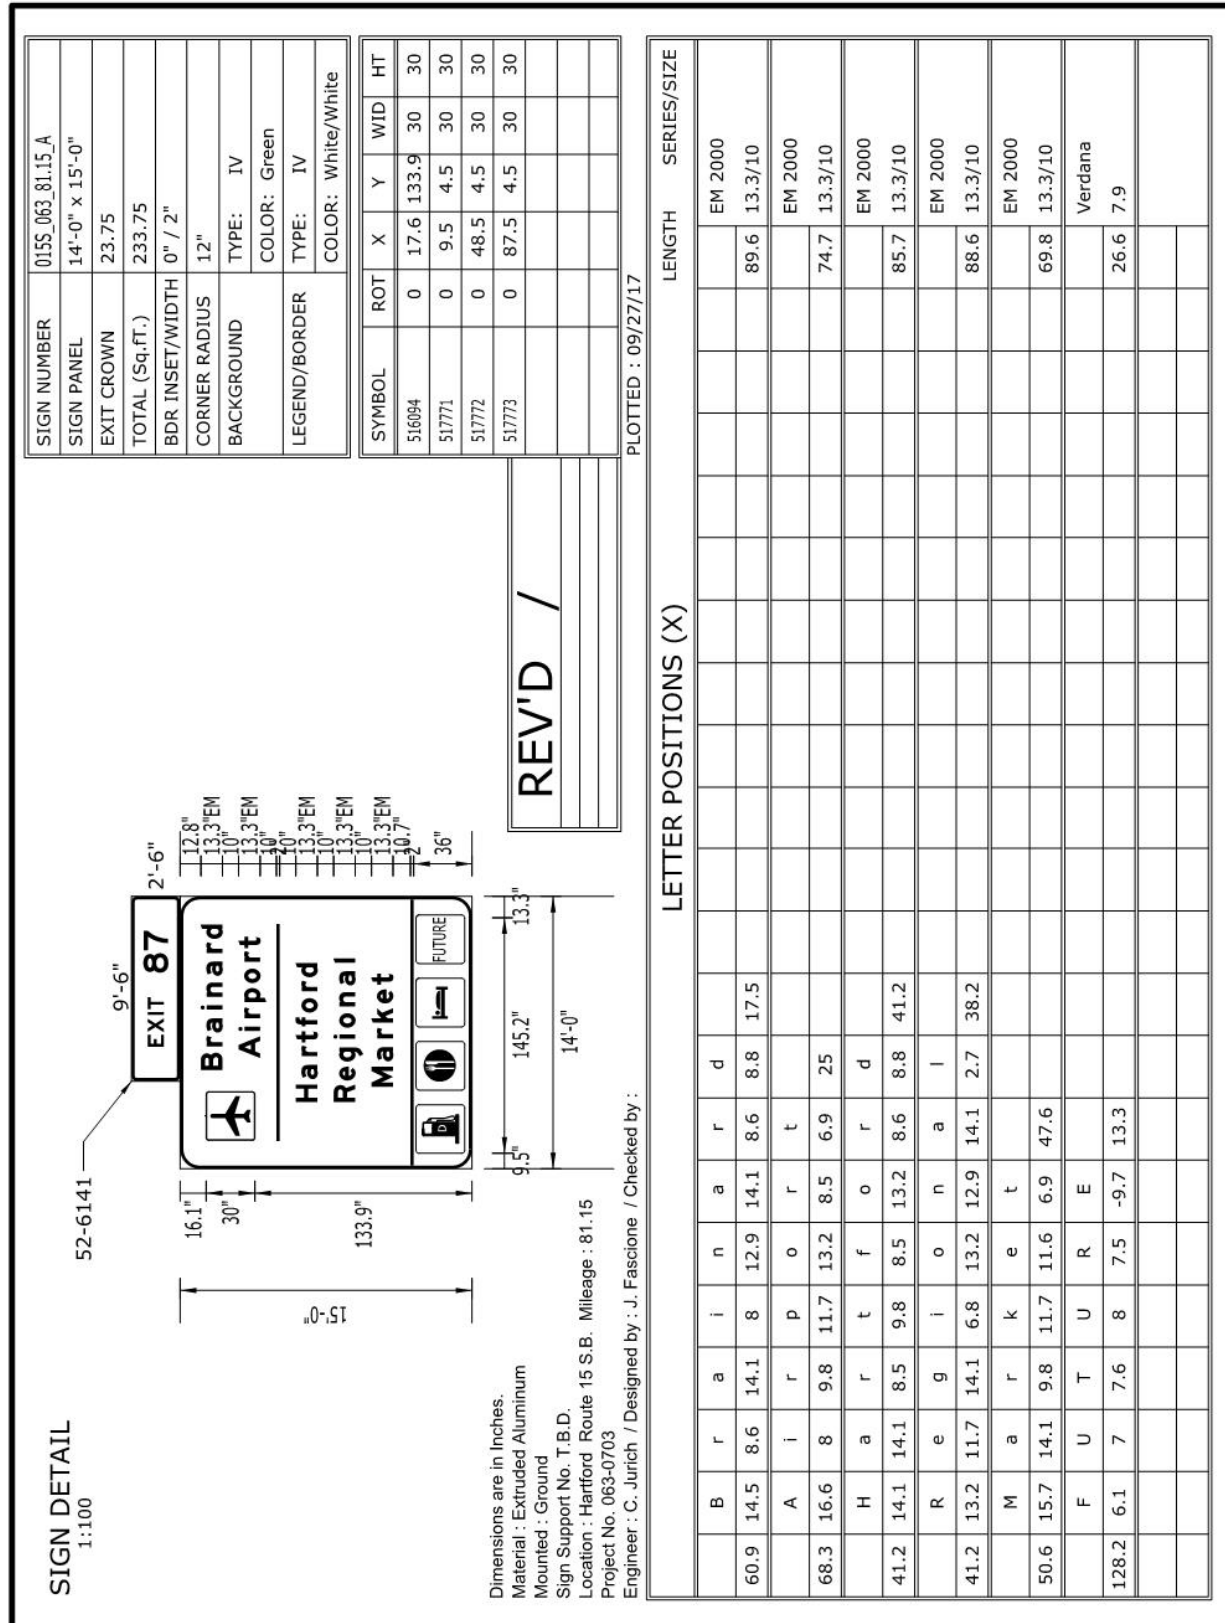 SIGN DETAIL
1:100
52-6141
9'-6"
2'-6"
EXIT 87
Brainard
Airport
Hartford
Regional
Market
FUTURE
16.1"
30"
133.9"
15'-0"
12.8"
13.3"EM
10"
13.3"EM
10"
10"
13.3"EM
10"
13.3"EM
10"
13.3"EM
2"
36"
9.5"
145.2"
13.3"
14'-0"
SIGN NUMBER 015S_063_81.15_A
SIGN PANEL 14'-0" x 15'-0"
EXIT CROWN 23.75
TOTAL (Sq.fT.) 233.75
BDR INSET/WIDTH 0" / 2"
CORNER RADIUS 12"
BACKGROUND TYPE: IV
COLOR: Green
LEGEND/BORDER TYPE: IV
COLOR: White/White
SYMBOL ROT X Y WID HT
516094 0 17.6 133.9 30 30
517771 0 9.5 4.5 30 30
517772 0 48.5 4.5 30 30
517773 0 87.5 4.5 30 30
REV'D /
PLOTTED : 09/27/17
Dimensions are in Inches.
Material : Extruded Aluminum
Mounted : Ground
Sign Support No. T.B.D.
Location : Hartford Route 15 S.B. Mileage : 81.15
Project No. 063-0703
Engineer : C. Jurich / Designed by : J. Fascione / Checked by :
LETTER POSITIONS (X) LENGTH SERIES/SIZE
B r a i n a r d EM 2000
60.9 14.5 8.6 14.1 8 12.9 14.1 8.6 8.8 17.5 89.6 13.3/10
A i r p o r t EM 2000
68.3 16.6 8 9.8 11.7 13.2 8.5 6.9 25 74.7 13.3/10
H a r t f o r d EM 2000
41.2 14.1 14.1 8.5 9.8 8.5 13.2 8.6 8.8 41.2 85.7 13.3/10
R e g i o n a l EM 2000
41.2 13.2 11.7 14.1 6.8 13.2 12.9 14.1 2.7 38.2 88.6 13.3/10
M a r k e t EM 2000
50.6 15.7 14.1 9.8 11.7 11.6 6.9 47.6 69.8 13.3/10
F U T U R E Verdana
128.2 6.1 7 7.6 8 7.5 -9.7 13.3 26.6 7.9